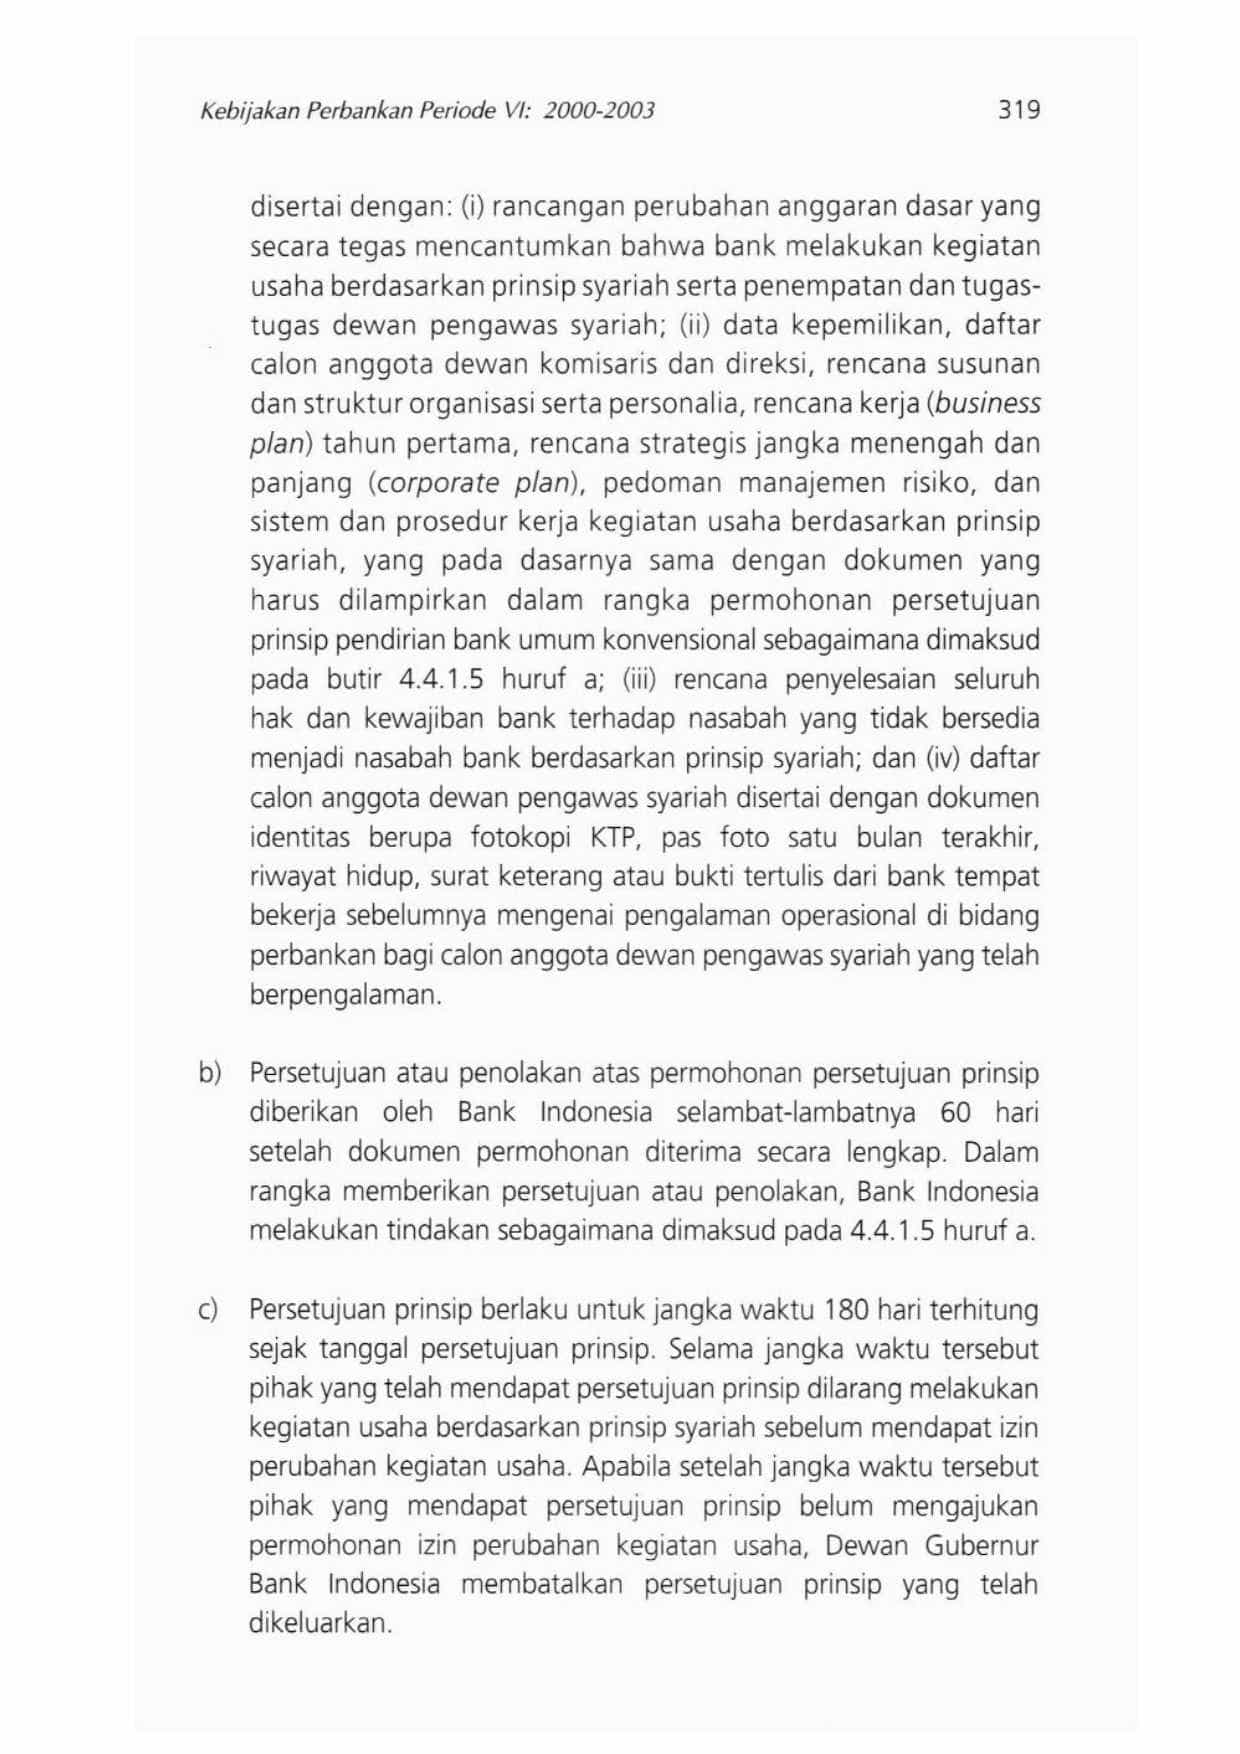 Kebijakan Perbankan Periode VI: 2000-2003 319
disertai dengan: (i) rancangan perubahan anggaran dasar yang
secara tegas mencantumkan bahwa bank melakukan kegiatan
usaha berdasarkan prinsip syariah serta penempatan dan tugas-
tugas dewan pengawas syariah; (ii) data kepemilikan, daftar
calon anggota dewan komisaris dan direksi, rencana susunan
dan struktur organisasi serta personalia, rencana kerja (business
plan) tahun pertama, rencana strategis jangka menengah dan
panjang (corporate plan), pedoman manajemen risiko, dan
sistem dan prosedur kerja kegiatan usaha berdasarkan prinsip
syariah, yang pada dasarnya sama dengan dokumen yang
harus dilampirkan dalam rangka permohonan persetujuan
prinsip pendirian bank umum konvensional sebagaimana dimaksud
pada butir 4.4.1.5 huruf a; (iii) rencana penyelesaian seluruh
hak dan kewajiban bank terhadap nasabah yang tidak bersedia
menjadi nasabah bank berdasarkan prinsip syariah; dan (iv) daftar
calon anggota dewan pengawas syariah disertai dengan dokumen
identitas berupa fotokopi KTP, pas foto satu bulan terakhir,
riwayat hidup, surat keterang atau bukti tertulis dari bank tempat
bekerja sebelumnya mengenai pengalaman operasional di bidang
perbankan bagi calon anggota dewan pengawas syariah yang telah
berpengalaman.
b) Persetujuan atau penolakan atas permohonan persetujuan prinsip
diberikan oleh Bank Indonesia selambat-lambatnya 60 hari
setelah dokumen permohonan diterima secara lengkap. Dalam
rangka memberikan persetujuan atau penolakan, Bank Indonesia
melakukan tindakan sebagaimana dimaksud pada 4.4.1.5 huruf a.
c) Persetujuan prinsip berlaku untuk jangka waktu 180 hari terhitung
sejak tanggal persetujuan prinsip. Selama jangka waktu tersebut
pihak yang telah mendapat persetujuan prinsip dilarang melakukan
kegiatan usaha berdasarkan prinsip syariah sebelum mendapat izin
perubahan kegiatan usaha. Apabila setelah jangka waktu tersebut
pihak yang mendapat persetujuan prinsip belum mengajukan
permohonan izin perubahan kegiatan usaha, Dewan Gubernur
Bank Indonesia membatalkan persetujuan prinsip yang telah
dikeluarkan.